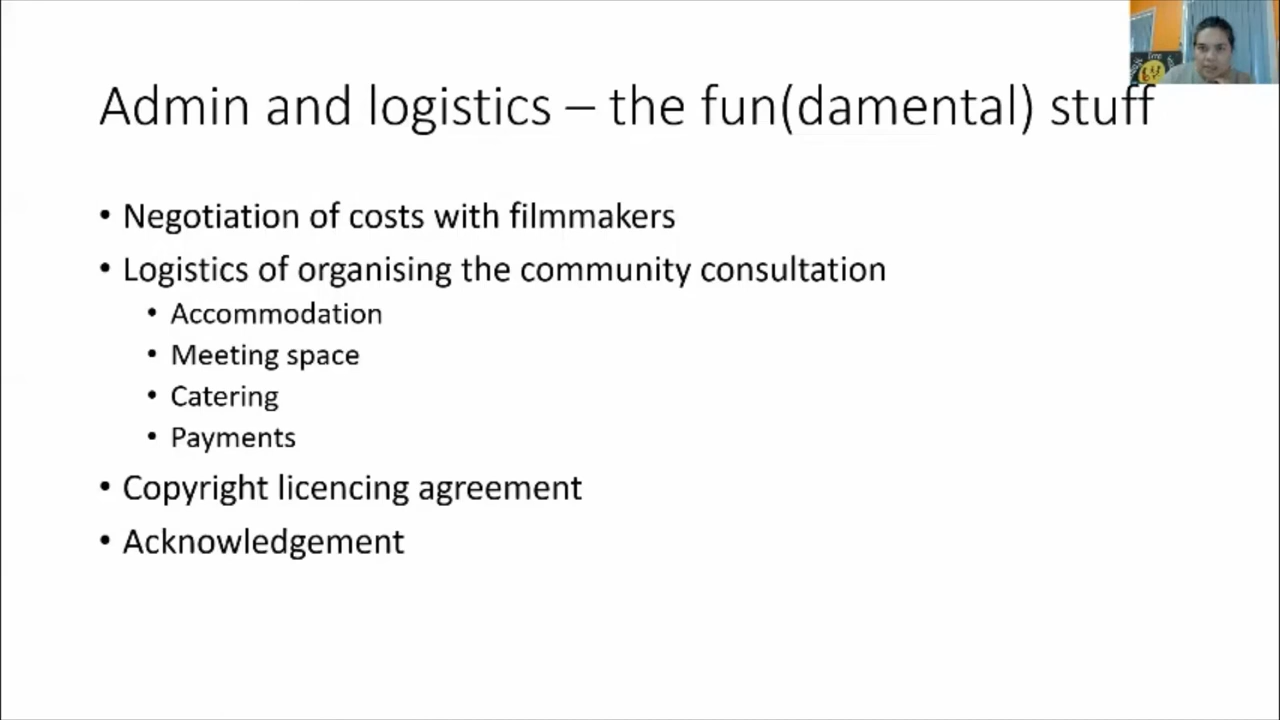 Admin and logistics – the fun(damental) stuff
• Negotiation of costs with filmmakers
• Logistics of organising the community consultation
• Accommodation
• Meeting space
• Catering
• Payments
• Copyright licencing agreement
• Acknowledgement